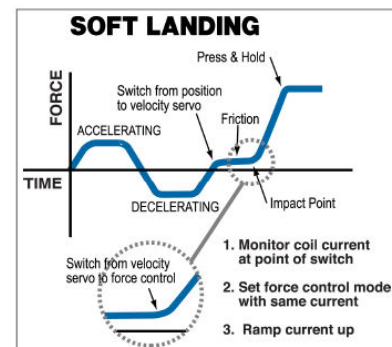 SOFT LANDING
Press & Hold
Switch from position
to velocity servo
FORCE
Friction
ACCELERATING
TIME
DECELERATING
Impact Point
Switch from velocity
servo to force control
1. Monitor coil current
at point of switch
2. Set force control mode
with same current
3. Ramp current up